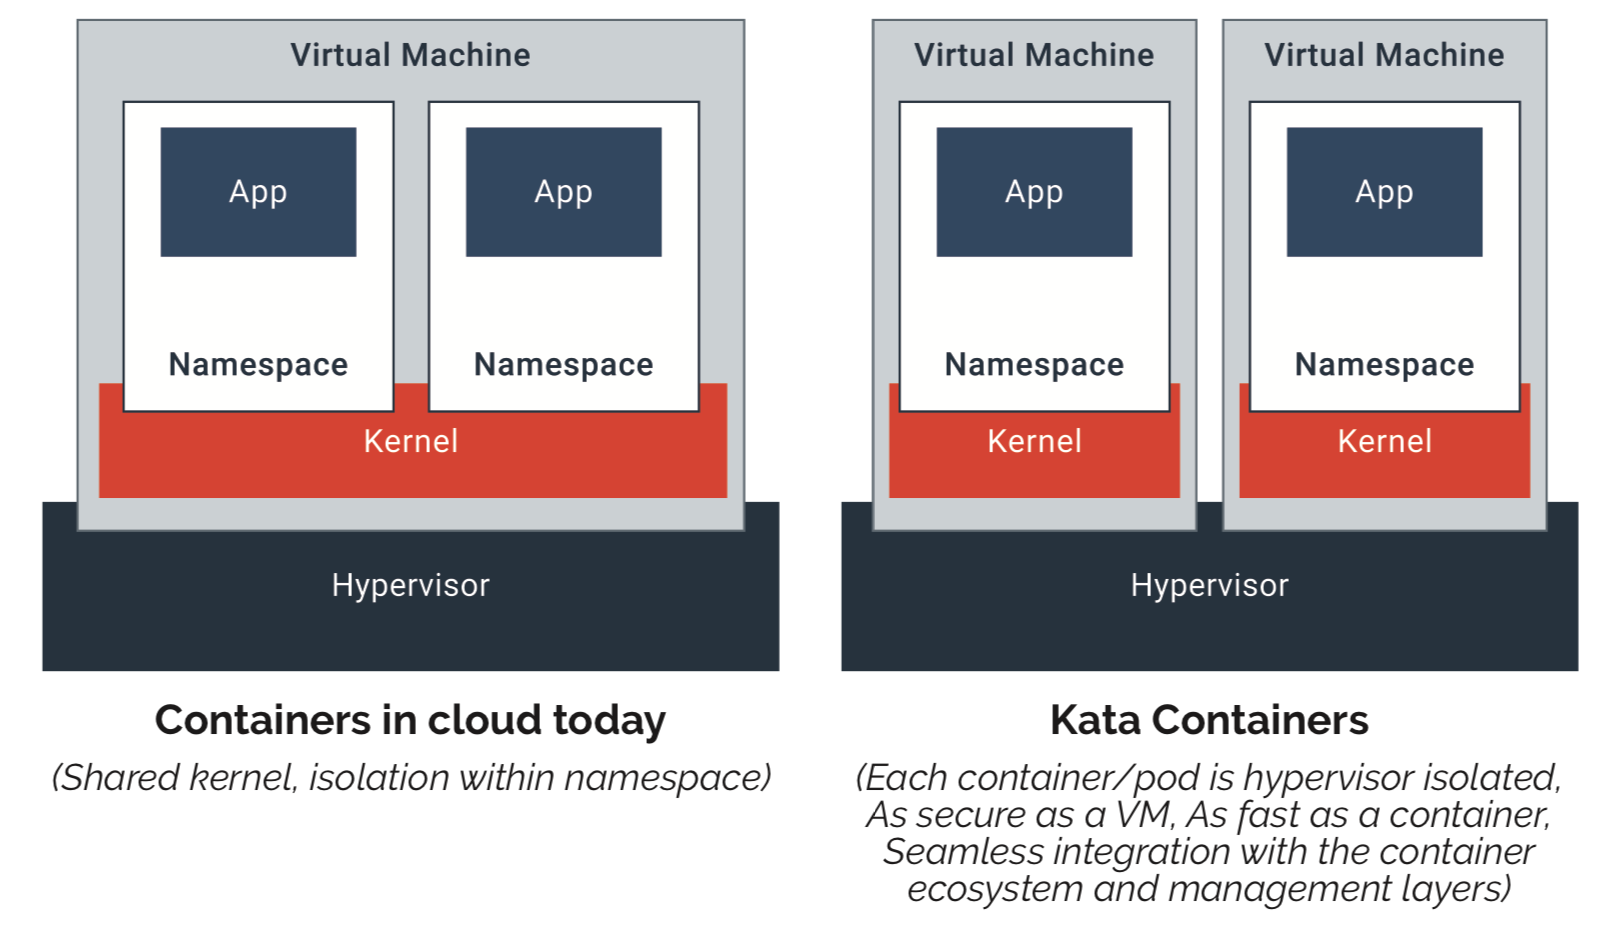 Virtual Machine
App
App
Namespace
Namespace
Kernel
Hypervisor
Containers in cloud today
(Shared kernel, isolation within namespace)
Virtual Machine
Virtual Machine
App
App
Namespace
Namespace
Kernel
Kernel
Hypervisor
Kata Containers
(Each container/pod is hypervisor isolated,
As secure as a VM, As fast as a container,
Seamless integration with the container
ecosystem and management layers)